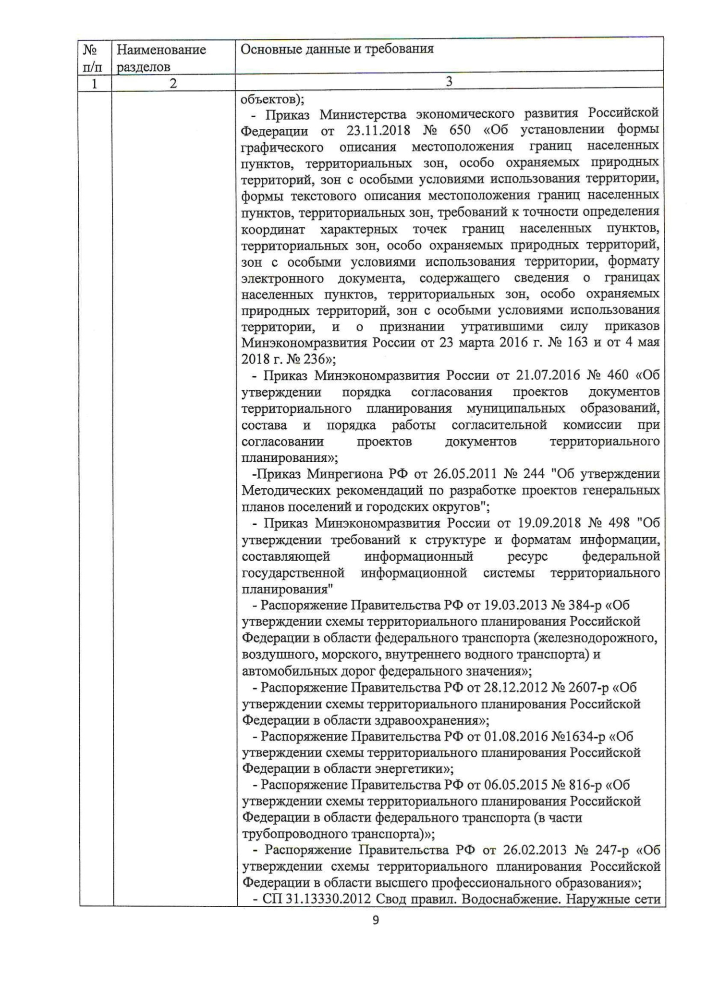 № Наименование Основные данные и требования
п/п разделов
1 2 3
объектов);
- Приказ Министерства экономического развития Российской
Федерации от 23.11.2018 № 650 «Об установлении формы
графического описания местоположения границ населенных
пунктов, территориальных зон, особо охраняемых природных
территорий, зон с особыми условиями использования территории,
формы текстового описания местоположения границ населенных
пунктов, территориальных зон, требований к точности определения
координат характерных точек границ населенных пунктов,
территориальных зон, особо охраняемых природных территорий,
зон с особыми условиями использования территории, формату
электронного документа, содержащего сведения о границах
населенных пунктов, территориальных зон, особо охраняемых
природных территорий, зон с особыми условиями использования
территории, и о признании утратившими силу приказов
Минэкономразвития России от 23 марта 2016 г. № 163 и от 4 мая
2018 г. № 236»;
- Приказ Минэкономразвития России от 21.07.2016 № 460 «Об
утверждении порядка согласования проектов документов
территориального планирования муниципальных образований,
состава и порядка работы согласительной комиссии при
согласовании проектов документов территориального
планирования»;
-Приказ Минрегиона РФ от 26.05.2011 № 244 "Об утверждении
Методических рекомендаций по разработке проектов генеральных
планов поселений и городских округов";
- Приказ Минэкономразвития России от 19.09.2018 № 498 "Об
утверждении требований к структуре и форматам информации,
составляющей информационный ресурс федеральной
государственной информационной системы территориального
планирования"
- Распоряжение Правительства РФ от 19.03.2013 № 384-р «Об
утверждении схемы территориального планирования Российской
Федерации в области федерального транспорта (железнодорожного,
воздушного, морского, внутреннего водного транспорта) и
автомобильных дорог федерального значения»;
- Распоряжение Правительства РФ от 28.12.2012 № 2607-р «Об
утверждении схемы территориального планирования Российской
Федерации в области здравоохранения»;
- Распоряжение Правительства РФ от 01.08.2016 №1634-р «Об
утверждении схемы территориального планирования Российской
Федерации в области энергетики»;
- Распоряжение Правительства РФ от 06.05.2015 № 816-р «Об
утверждении схемы территориального планирования Российской
Федерации в области федерального транспорта (в части
трубопроводного транспорта)»;
- Распоряжение Правительства РФ от 26.02.2013 № 247-р «Об
утверждении схемы территориального планирования Российской
Федерации в области высшего профессионального образования»;
- СП 31.13330.2012 Свод правил. Водоснабжение. Наружные сети
9